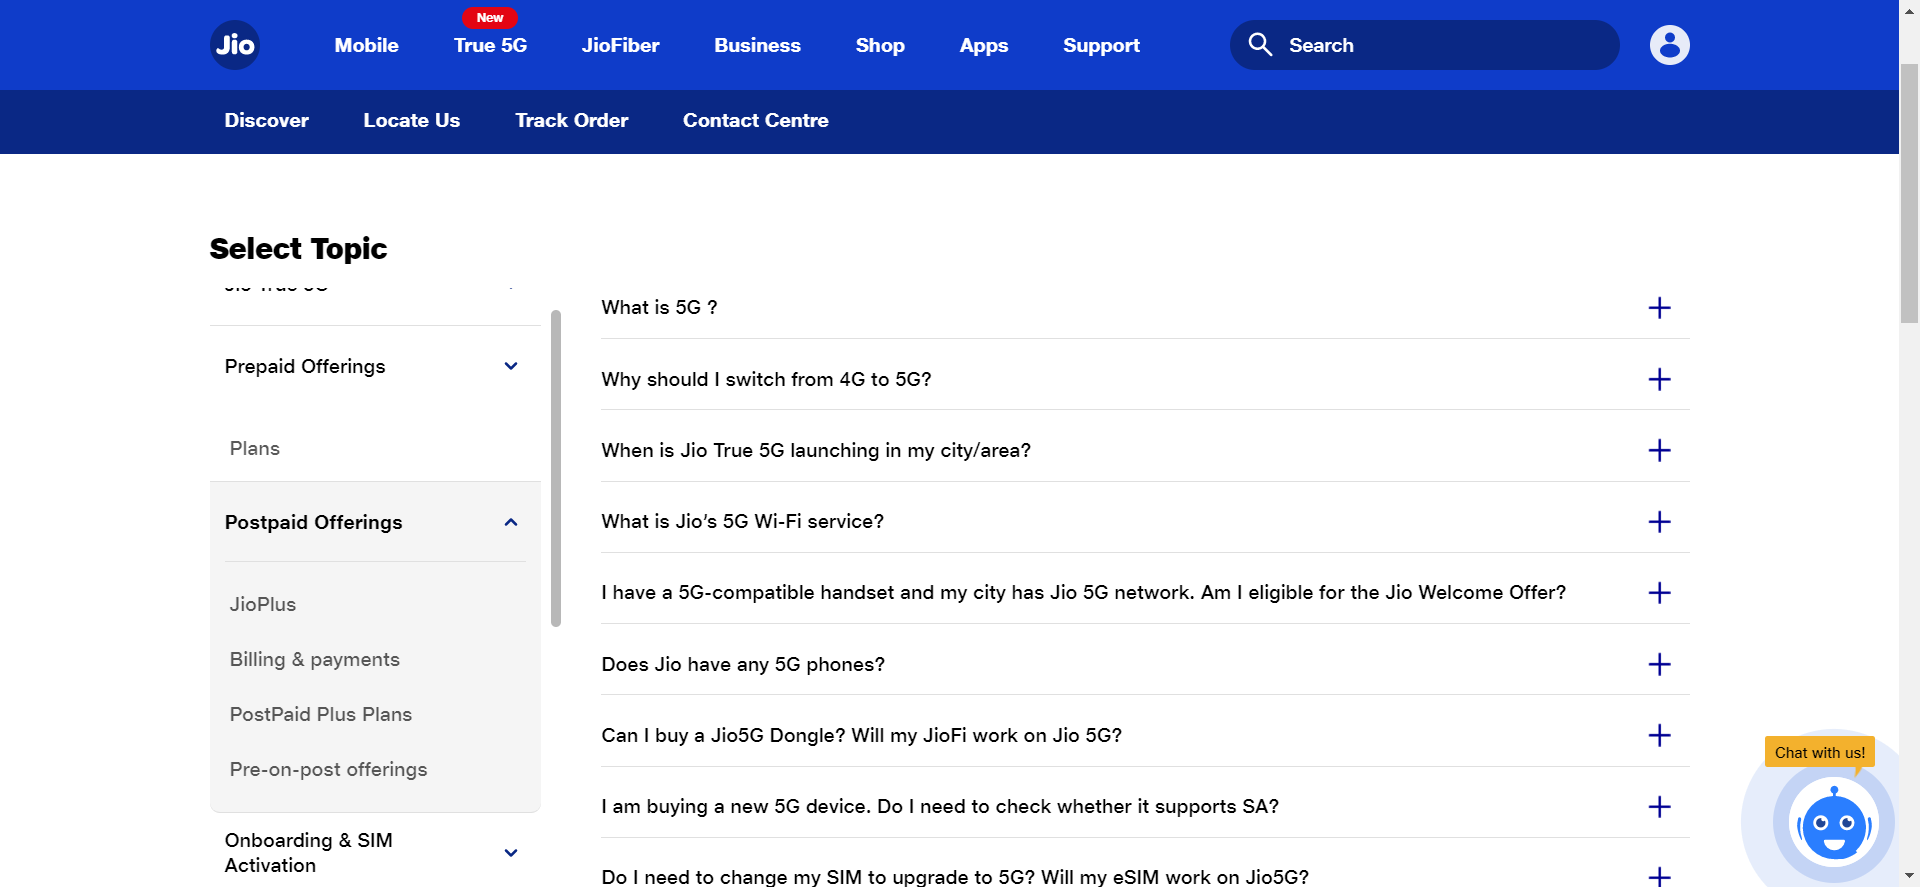 New
Jio
Mobile
True 5G
JioFiber
Business
Shop
Apps
Support
Search
Discover
Locate Us
Track Order
Contact Centre
Select Topic
Jio True 5G
Prepaid Offerings
Plans
Postpaid Offerings
JioPlus
Billing & payments
PostPaid Plus Plans
Pre-on-post offerings
Onboarding & SIM
Activation
What is 5G ?
Why should I switch from 4G to 5G?
When is Jio True 5G launching in my city/area?
What is Jio’s 5G Wi-Fi service?
I have a 5G-compatible handset and my city has Jio 5G network. Am I eligible for the Jio Welcome Offer?
Does Jio have any 5G phones?
Can I buy a Jio5G Dongle? Will my JioFi work on Jio 5G?
I am buying a new 5G device. Do I need to check whether it supports SA?
Do I need to change my SIM to upgrade to 5G? Will my eSIM work on Jio5G?
Chat with us!